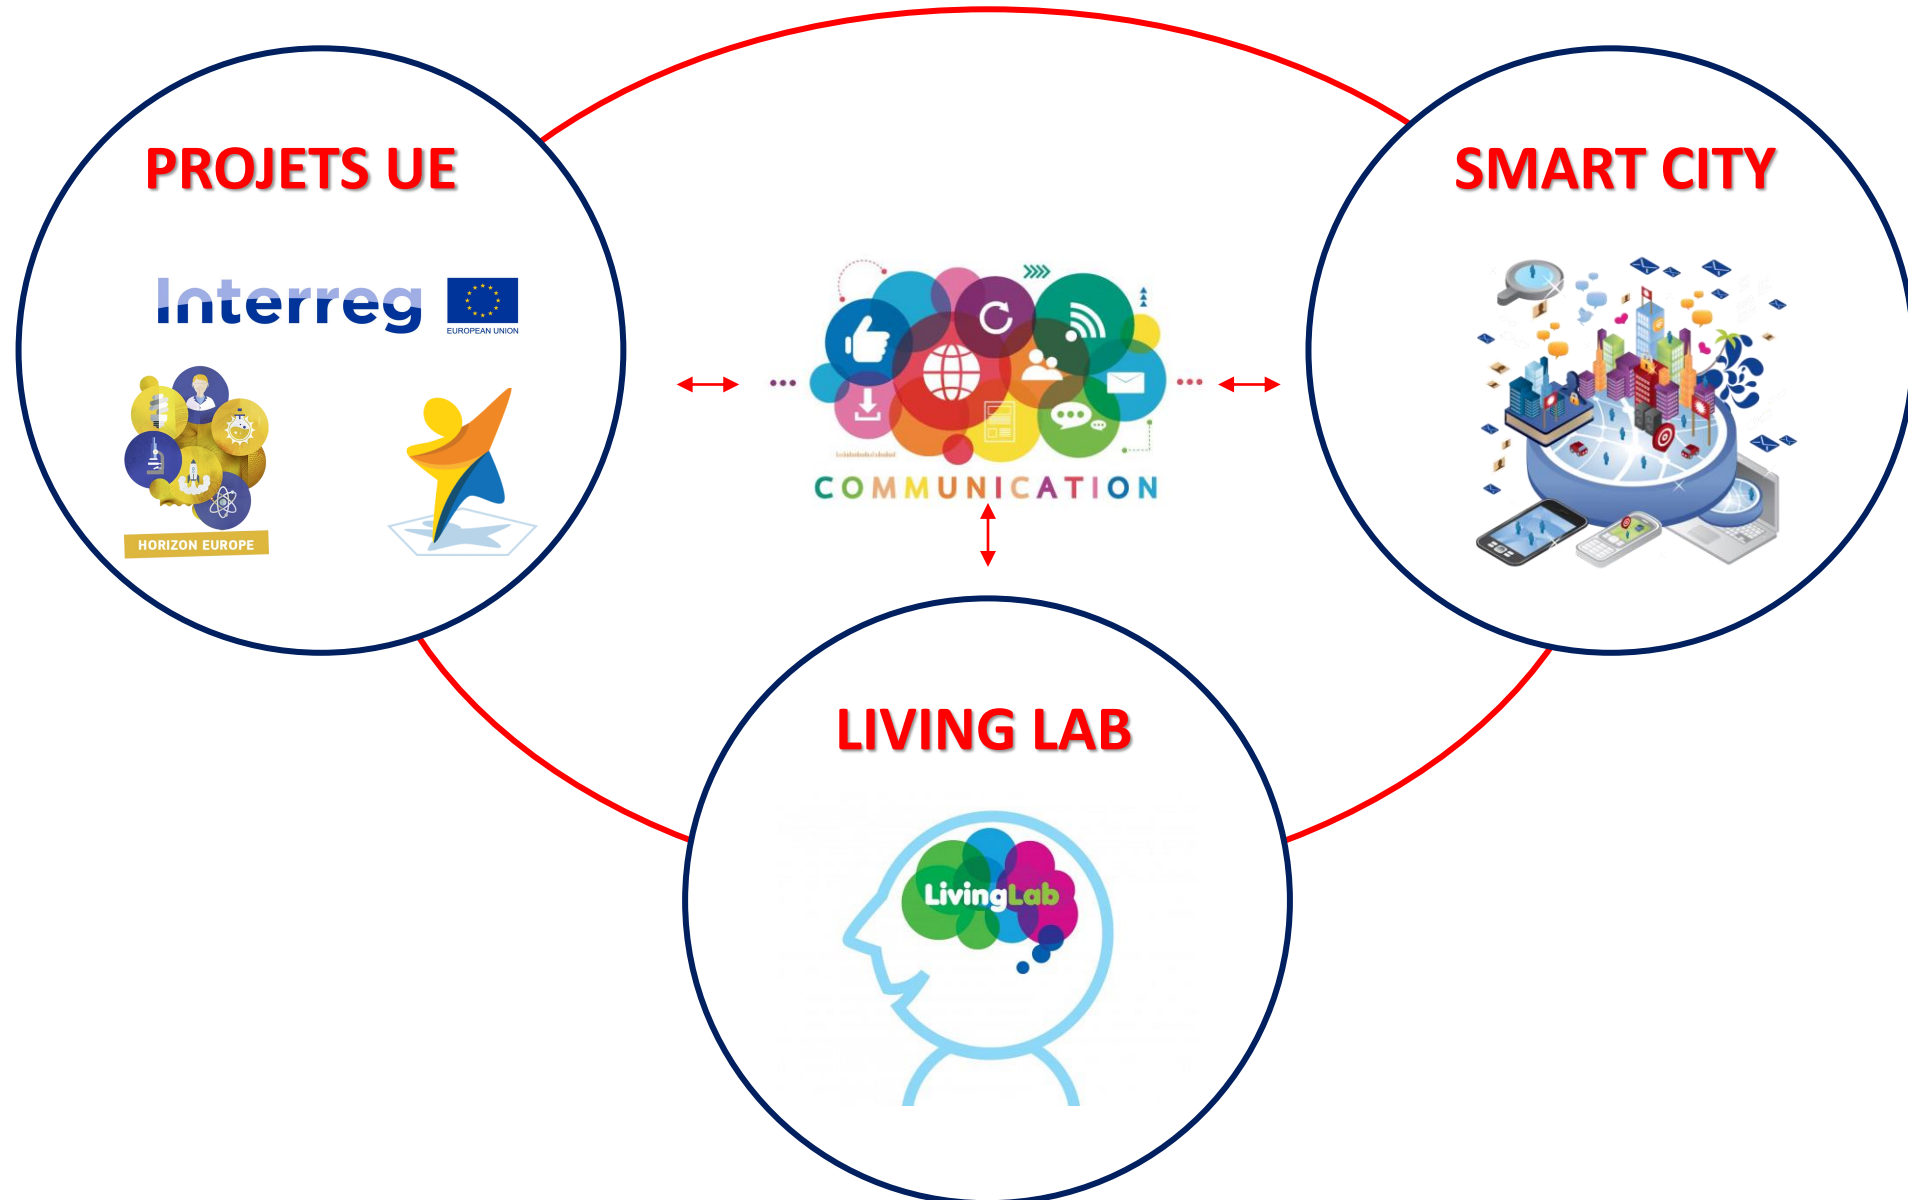 PROJETS UE
Interreg
EUROPEAN UNION
HORIZON EUROPE
COMMUNICATION
SMART CITY
LIVING LAB
LivingLab